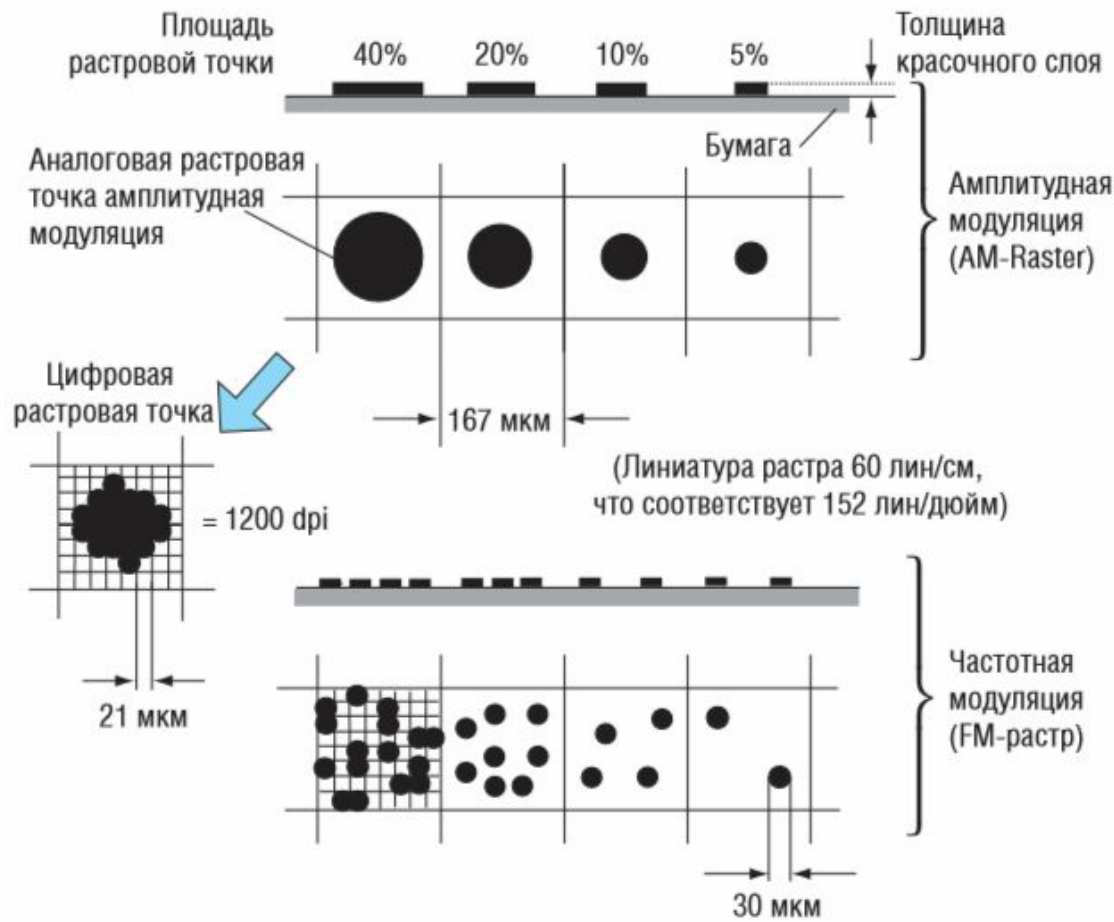 Площадь
растровой точки
40%
20%
10%
5%
Толщина
красочного слоя
Бумага
Аналоговая растровая
точка амплитудная
модуляция
Амплитудная
модуляция
(AM-Raster)
Цифровая
растровая точка
167 мкм
(Линиатура растра 60 лин/см,
что соответствует 152 лин/дюйм)
= 1200 dpi
21 мкм
Частотная
модуляция
(FM-растр)
30 мкм